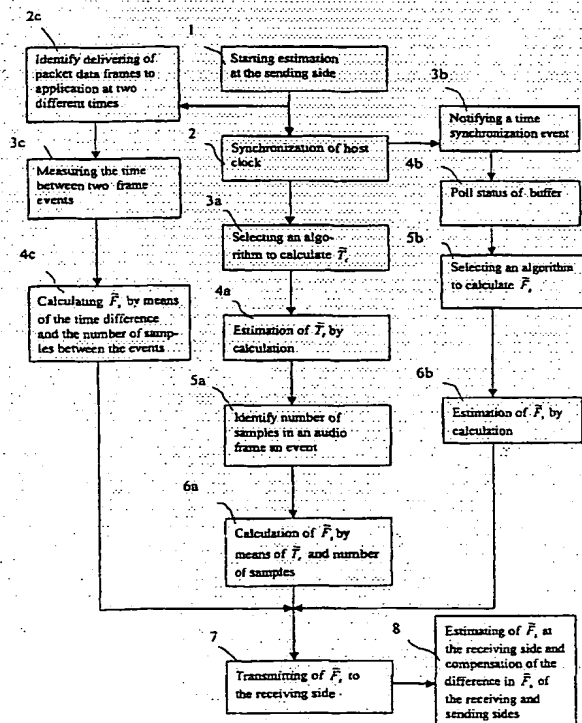 2c
Identify delivering of
packet data frames to
application at two
different times
1
Starting estimation
at the sending side
3b
Notifying a time
synchronization event
2
Synchronization of host
clock
3c
Measuring the time
between two frame
events
4b
Poll status of buffer
3a
Selecting an algo-
rithm to calculate T̃e
5b
Selecting an algorithm
to calculate F̃s
4c
Calculating F̃s by means
of the time difference
and the number of sam-
ples between the events
4a
Estimation of T̃e by
calculation
6b
Estimation of F̃s by
calculation
5a
Identify number of
samples in an audio
frame an event
6a
Calculation of F̃s by
means of T̃e and number
of samples
7
Transmitting of F̃s to
the receiving side
8
Estimating of F̃s at
the receiving side and
compensation of the
difference in F̃s of
the receiving and
sending sides